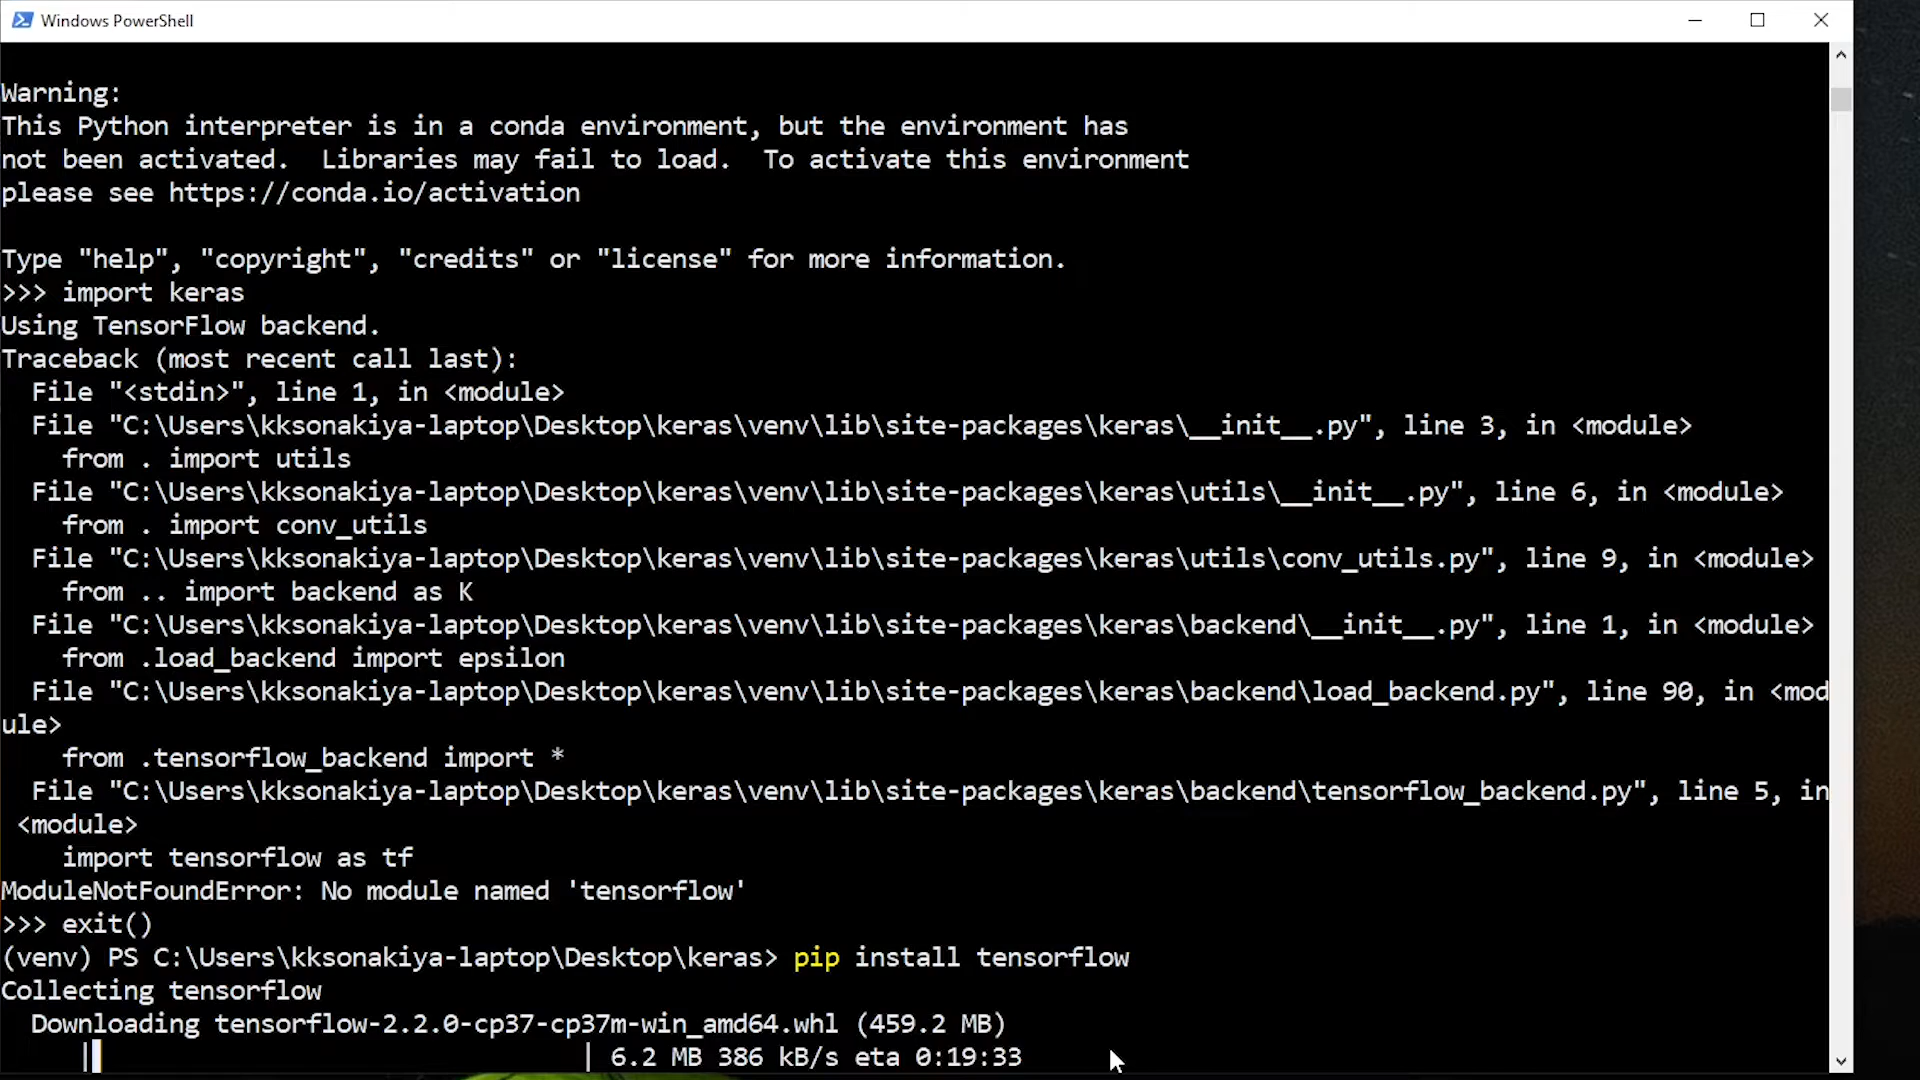 Windows PowerShell
Warning:
This Python interpreter is in a conda environment, but the environment has
not been activated.  Libraries may fail to load.  To activate this environment
please see https://conda.io/activation
Type "help", "copyright", "credits" or "license" for more information.
>>> import keras
Using TensorFlow backend.
Traceback (most recent call last):
  File "<stdin>", line 1, in <module>
  File "C:\Users\kksonakiya-laptop\Desktop\keras\venv\lib\site-packages\keras\__init__.py", line 3, in <module>
    from . import utils
  File "C:\Users\kksonakiya-laptop\Desktop\keras\venv\lib\site-packages\keras\utils\__init__.py", line 6, in <module>
    from . import conv_utils
  File "C:\Users\kksonakiya-laptop\Desktop\keras\venv\lib\site-packages\keras\utils\conv_utils.py", line 9, in <module>
    from .. import backend as K
  File "C:\Users\kksonakiya-laptop\Desktop\keras\venv\lib\site-packages\keras\backend\__init__.py", line 1, in <module>
    from .load_backend import epsilon
  File "C:\Users\kksonakiya-laptop\Desktop\keras\venv\lib\site-packages\keras\backend\load_backend.py", line 90, in <mod
ule>
    from .tensorflow_backend import *
  File "C:\Users\kksonakiya-laptop\Desktop\keras\venv\lib\site-packages\keras\backend\tensorflow_backend.py", line 5, in
 <module>
    import tensorflow as tf
ModuleNotFoundError: No module named 'tensorflow'
>>> exit()
(venv) PS C:\Users\kksonakiya-laptop\Desktop\keras> pip install tensorflow
Collecting tensorflow
  Downloading tensorflow-2.2.0-cp37-cp37m-win_amd64.whl (459.2 MB)
| | 6.2 MB 386 kB/s eta 0:19:33